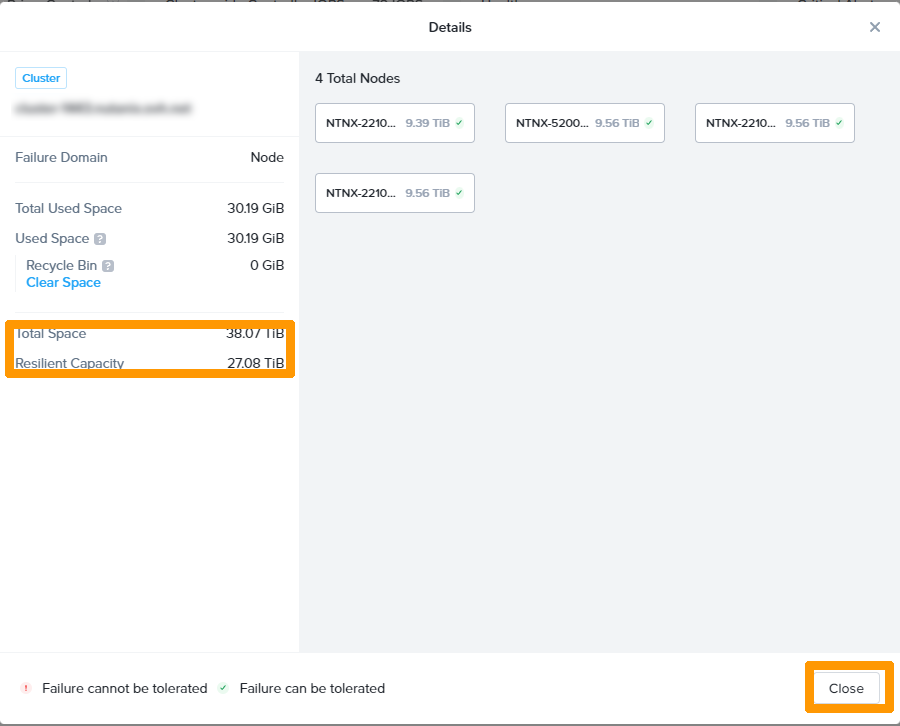 Details
Cluster
4 Total Nodes
NTNX-2210... 9.39 TiB
NTNX-5200... 9.56 TiB
NTNX-2210... 9.56 TiB
NTNX-2210... 9.56 TiB
Failure Domain Node
Total Used Space 30.19 GiB
Used Space ? 30.19 GiB
Recycle Bin ? 0 GiB
Clear Space
Total Space 38.07 TiB
Resilient Capacity 27.08 TiB
! Failure cannot be tolerated Failure can be tolerated
Close